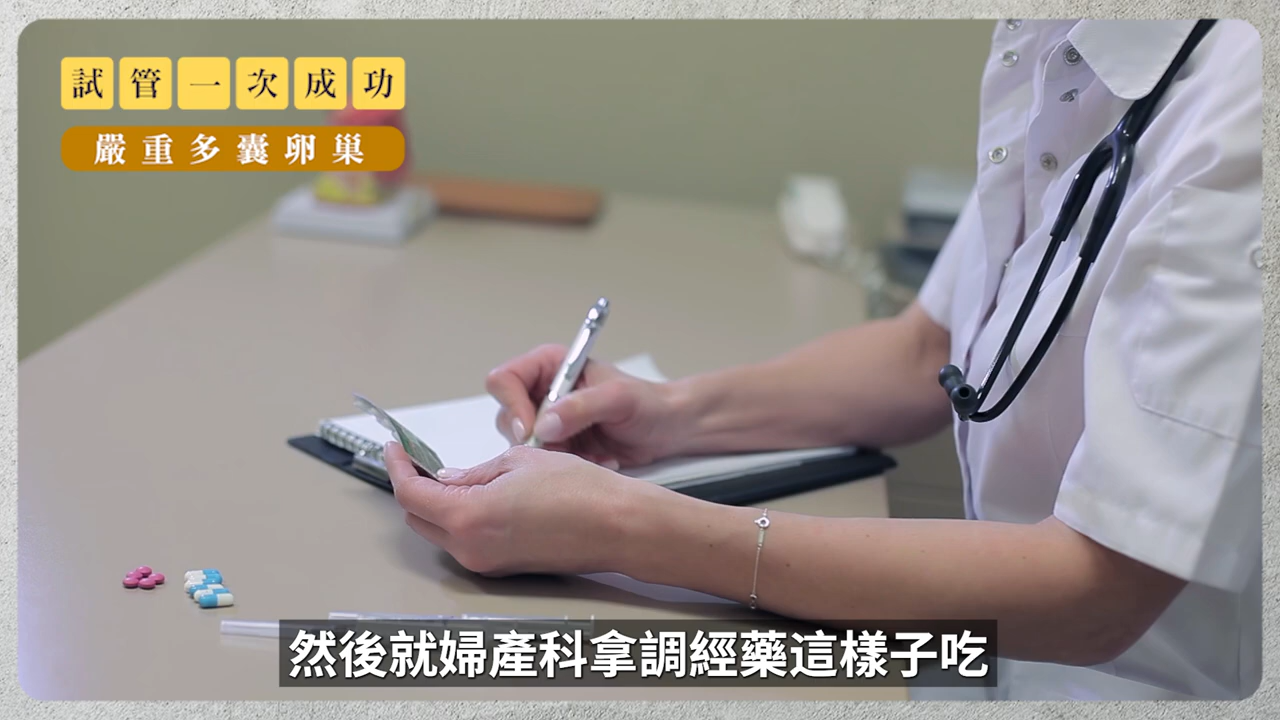 試管一次成功
嚴重多囊卵巢
然後就婦產科拿調經藥這樣子吃